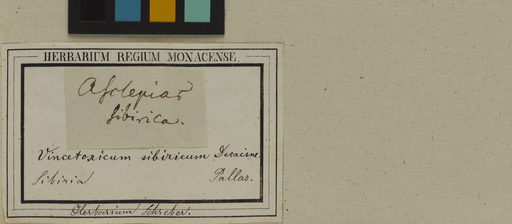 HERBARIUM REGIUM MONACENSE
Asclepias
sibirica.
Vincetoxicum sibiricum Decaisne
Sibiria Pallas.
Herbarium Schreber.